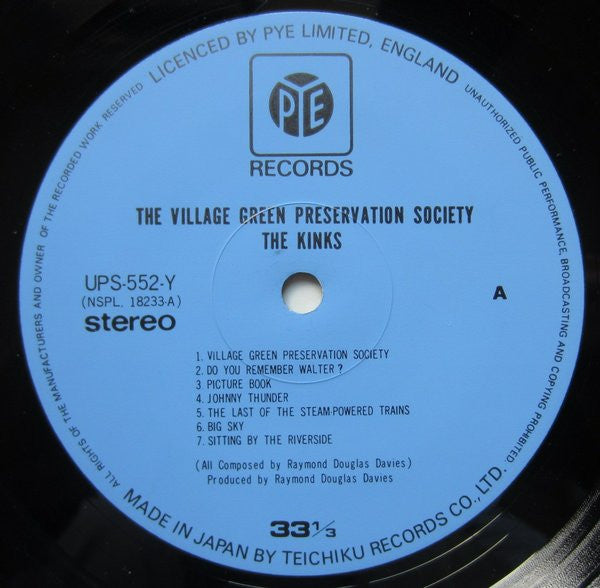 LICENCED BY PYE LIMITED, ENGLAND
UNAUTHORIZED PUBLIC PERFORMANCE, BROADCASTING AND COPYING PROHIBITED.
ALL RIGHTS OF THE MANUFACTURERS AND OWNER OF THE RECORDED WORK RESERVED
PYE
RECORDS
THE VILLAGE GREEN PRESERVATION SOCIETY
THE KINKS
UPS-552-Y
(NSPL. 18233-A)
stereo
A
1. VILLAGE GREEN PRESERVATION SOCIETY
2. DO YOU REMEMBER WALTER?
3. PICTURE BOOK
4. JOHNNY THUNDER
5. THE LAST OF THE STEAM-POWERED TRAINS
6. BIG SKY
7. SITTING BY THE RIVERSIDE
(All Composed by Raymond Douglas Davies)
Produced by Raymond Douglas Davies
33 1/3
MADE IN JAPAN BY TEICHIKU RECORDS CO., LTD.